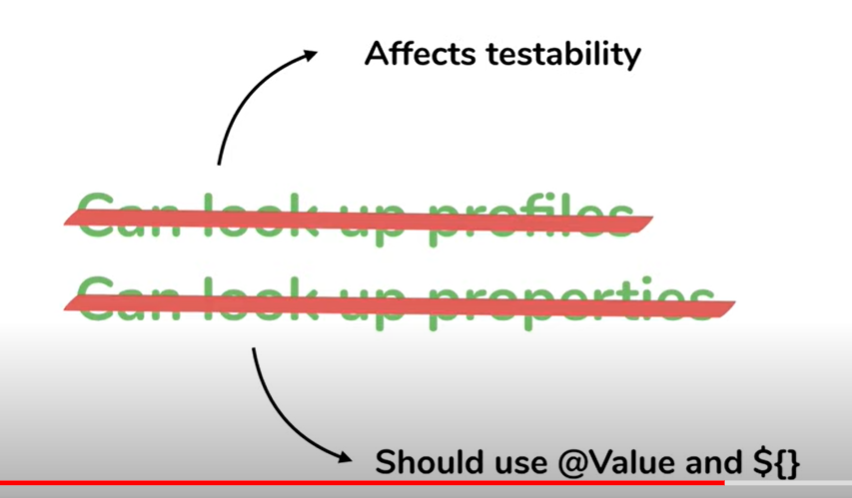 Affects testability
Can look up profiles
Can look up properties
Should use @Value and ${}